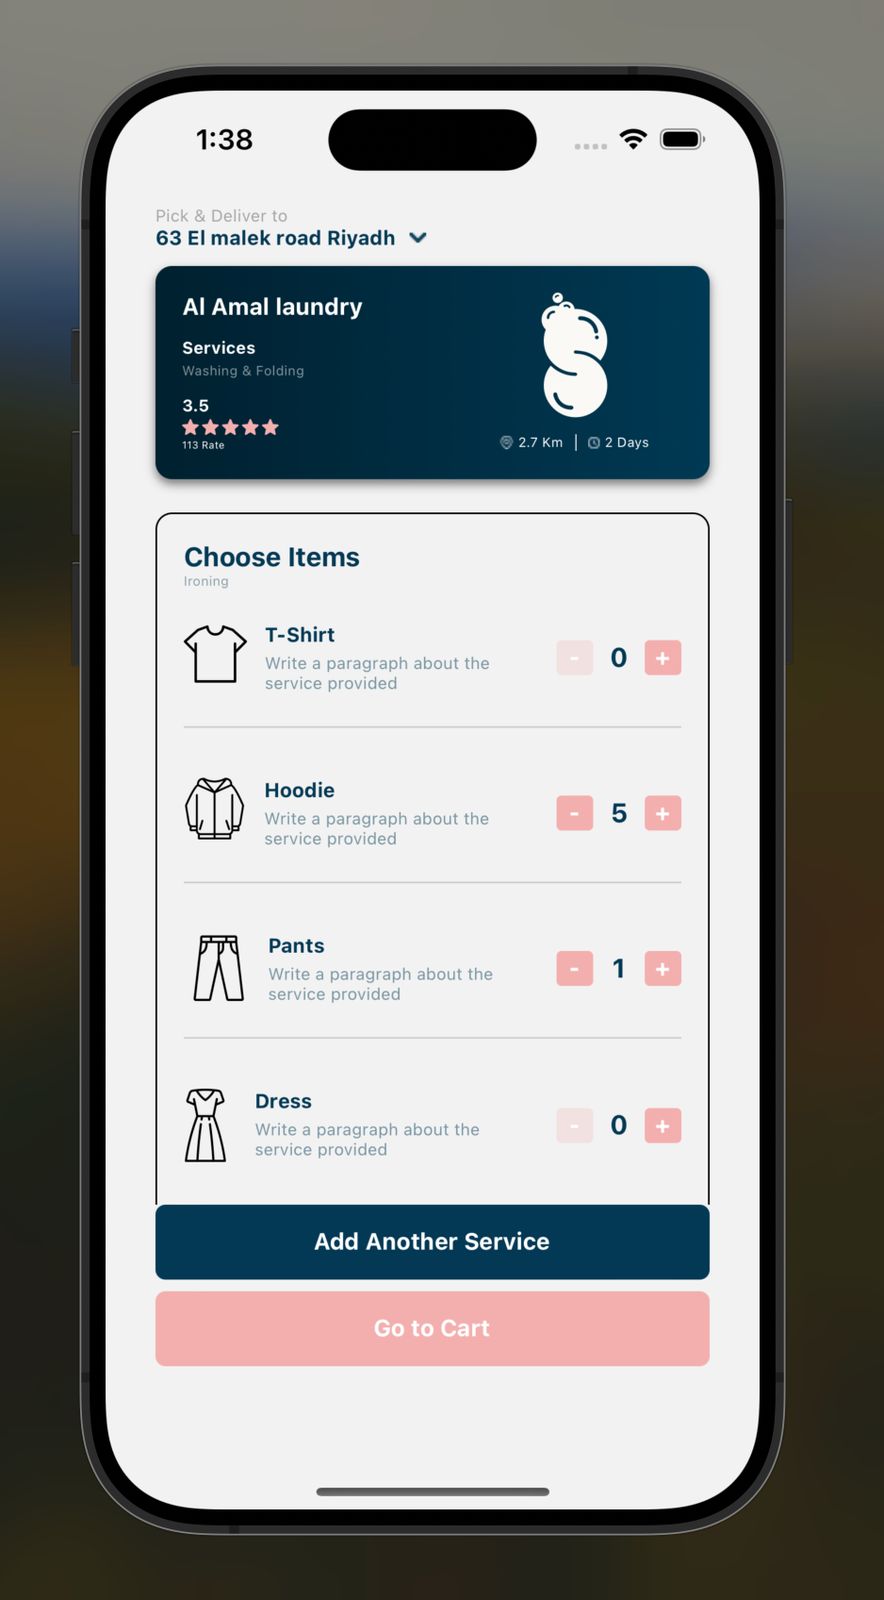 1:38
Pick & Deliver to
63 El malek road Riyadh
Al Amal laundry
Services
Washing & Folding
3.5
113 Rate
2.7 Km | 2 Days
Choose Items
Ironing
T-Shirt
Write a paragraph about the
service provided
- 0 +
Hoodie
Write a paragraph about the
service provided
- 5 +
Pants
Write a paragraph about the
service provided
- 1 +
Dress
Write a paragraph about the
service provided
- 0 +
Add Another Service
Go to Cart